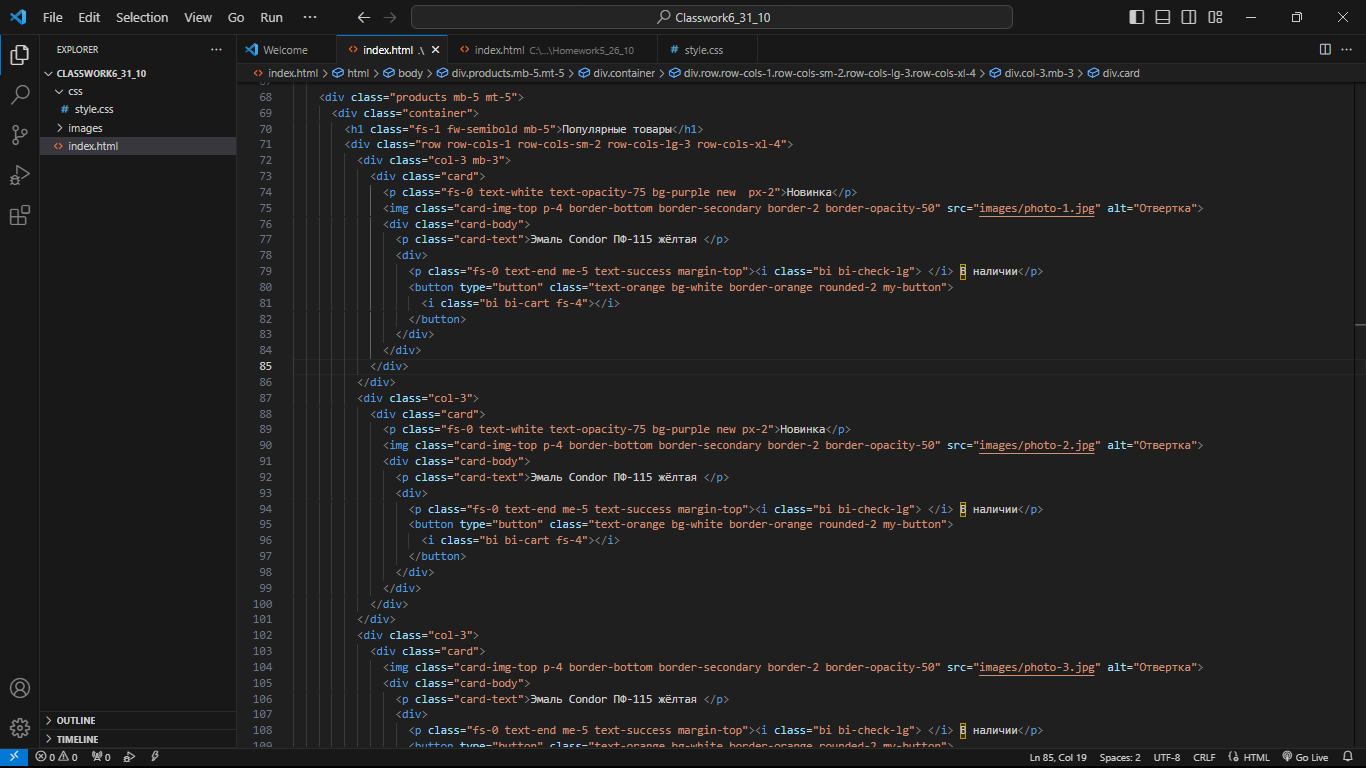 File Edit Selection View Go Run ··· Classwork6_31_10
EXPLORER ···
CLASSWORK6_31_10
css
# style.css
images
<> index.html
OUTLINE
TIMELINE
Welcome <> index.html .\ <> index.html C:\...\Homework5_26_10 # style.css
<> index.html > html > body > div.products.mb-5.mt-5 > div.container > div.row.row-cols-1.row-cols-sm-2.row-cols-lg-3.row-cols-xl-4 > div.col-3.mb-3 > div.card
68 <div class="products mb-5 mt-5">
69 <div class="container">
70 <h1 class="fs-1 fw-semibold mb-5">Популярные товары</h1>
71 <div class="row row-cols-1 row-cols-sm-2 row-cols-lg-3 row-cols-xl-4">
72 <div class="col-3 mb-3">
73 <div class="card">
74 <p class="fs-0 text-white text-opacity-75 bg-purple new  px-2">Новинка</p>
75 <img class="card-img-top p-4 border-bottom border-secondary border-2 border-opacity-50" src="images/photo-1.jpg" alt="Отвертка">
76 <div class="card-body">
77 <p class="card-text">Эмаль Condor ПФ-115 жёлтая </p>
78 <div>
79 <p class="fs-0 text-end me-5 text-success margin-top"><i class="bi bi-check-lg"> </i> В наличии</p>
80 <button type="button" class="text-orange bg-white border-orange rounded-2 my-button">
81 <i class="bi bi-cart fs-4"></i>
82 </button>
83 </div>
84 </div>
85 </div>
86 </div>
87 <div class="col-3">
88 <div class="card">
89 <p class="fs-0 text-white text-opacity-75 bg-purple new px-2">Новинка</p>
90 <img class="card-img-top p-4 border-bottom border-secondary border-2 border-opacity-50" src="images/photo-2.jpg" alt="Отвертка">
91 <div class="card-body">
92 <p class="card-text">Эмаль Condor ПФ-115 жёлтая </p>
93 <div>
94 <p class="fs-0 text-end me-5 text-success margin-top"><i class="bi bi-check-lg"> </i> В наличии</p>
95 <button type="button" class="text-orange bg-white border-orange rounded-2 my-button">
96 <i class="bi bi-cart fs-4"></i>
97 </button>
98 </div>
99 </div>
100 </div>
101 </div>
102 <div class="col-3">
103 <div class="card">
104 <img class="card-img-top p-4 border-bottom border-secondary border-2 border-opacity-50" src="images/photo-3.jpg" alt="Отвертка">
105 <div class="card-body">
106 <p class="card-text">Эмаль Condor ПФ-115 жёлтая </p>
107 <div>
108 <p class="fs-0 text-end me-5 text-success margin-top"><i class="bi bi-check-lg"> </i> В наличии</p>
109 <button type="button" class="text-orange bg-white border-orange rounded-2 my-button">
0 0 0 Ln 85, Col 19 Spaces: 2 UTF-8 CRLF HTML Go Live